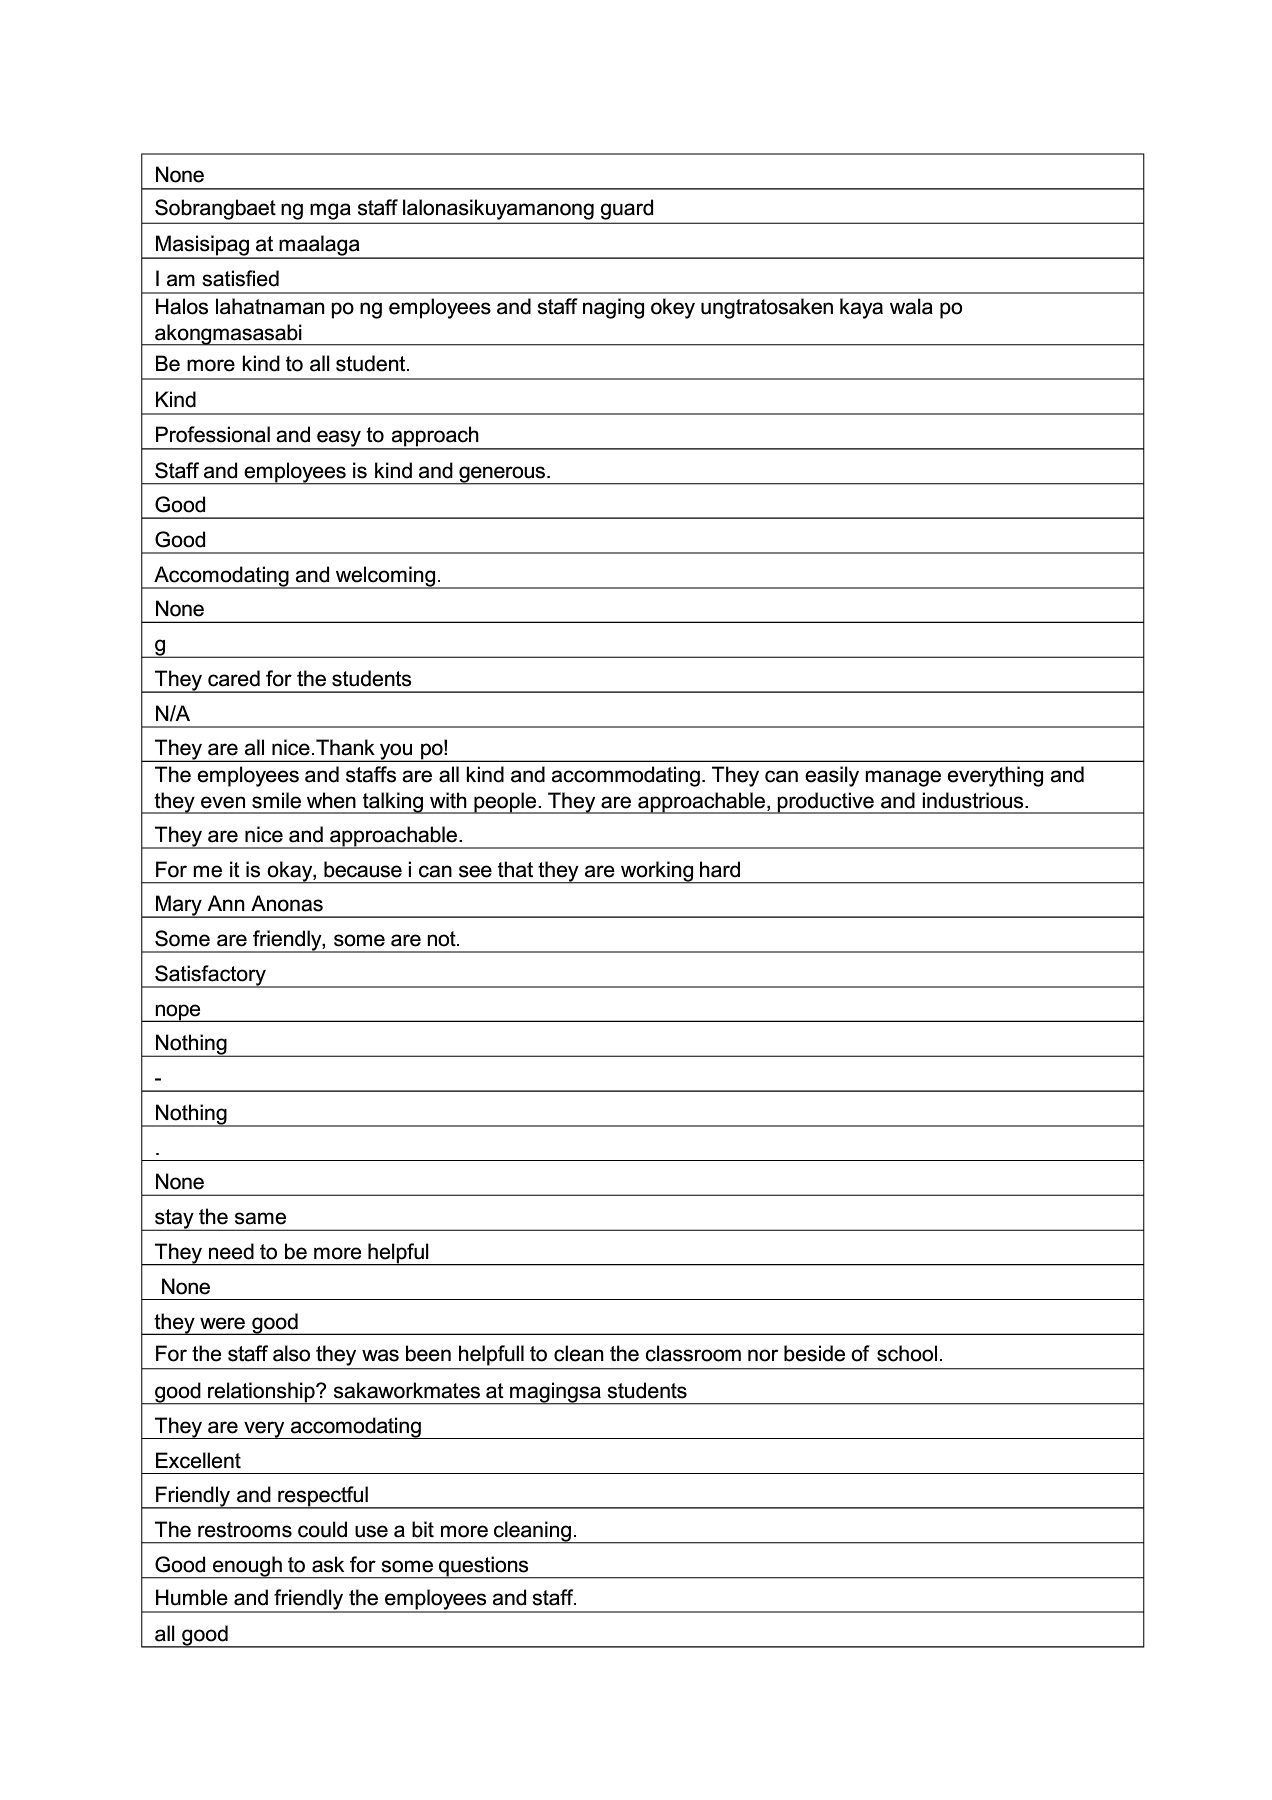 None
Sobrangbaet ng mga staff lalonasikuyamanong guard
Masisipag at maalaga
I am satisfied
Halos lahatnaman po ng employees and staff naging okey ungtratosaken kaya wala po
akongmasasabi
Be more kind to all student.
Kind
Professional and easy to approach
Staff and employees is kind and generous.
Good
Good
Accomodating and welcoming.
None
g
They cared for the students
N/A
They are all nice.Thank you po!
The employees and staffs are all kind and accommodating. They can easily manage everything and
they even smile when talking with people. They are approachable, productive and industrious.
They are nice and approachable.
For me it is okay, because i can see that they are working hard
Mary Ann Anonas
Some are friendly, some are not.
Satisfactory
nope
Nothing
-
Nothing
.
None
stay the same
They need to be more helpful
None
they were good
For the staff also they was been helpfull to clean the classroom nor beside of school.
good relationship? sakaworkmates at magingsa students
They are very accomodating
Excellent
Friendly and respectful
The restrooms could use a bit more cleaning.
Good enough to ask for some questions
Humble and friendly the employees and staff.
all good